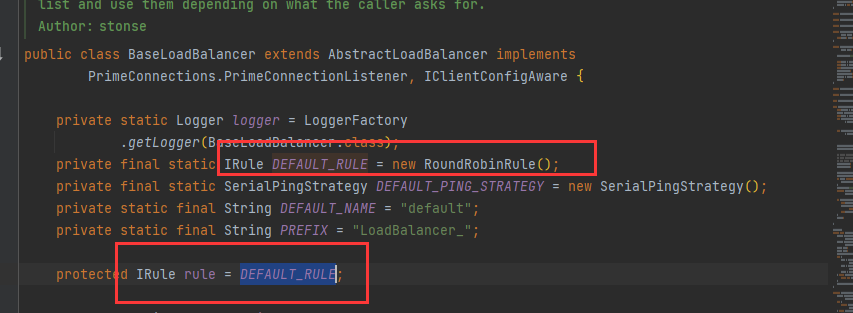 list and use them depending on what the caller asks for.
Author: stonse
public class BaseLoadBalancer extends AbstractLoadBalancer implements
PrimeConnections.PrimeConnectionListener, IClientConfigAware {
private static Logger logger = LoggerFactory
.getLogger(BaseLoadBalancer.class);
private final static IRule DEFAULT_RULE = new RoundRobinRule();
private static final SerialPingStrategy DEFAULT_PING_STRATEGY = new SerialPingStrategy();
private static final String DEFAULT_NAME = "default";
private static final String PREFIX = "LoadBalancer_";
protected IRule rule = DEFAULT_RULE;